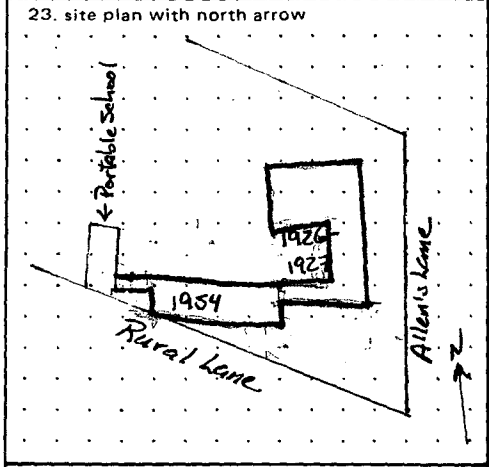 23. site plan with north arrow
← Portable School
1926-
1927
1954
Rural Lane
Allen's Lane
N